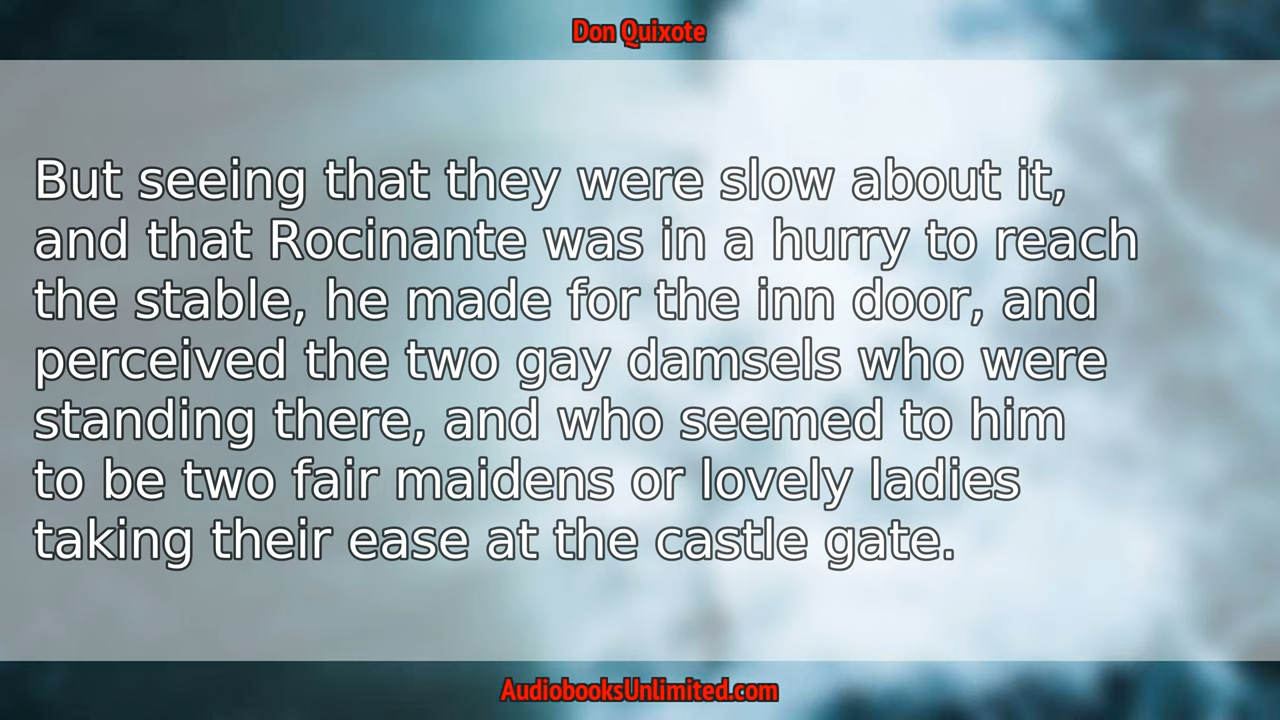 Don Quixote
But seeing that they were slow about it,
and that Rocinante was in a hurry to reach
the stable, he made for the inn door, and
perceived the two gay damsels who were
standing there, and who seemed to him
to be two fair maidens or lovely ladies
taking their ease at the castle gate.
AudiobooksUnlimited.com